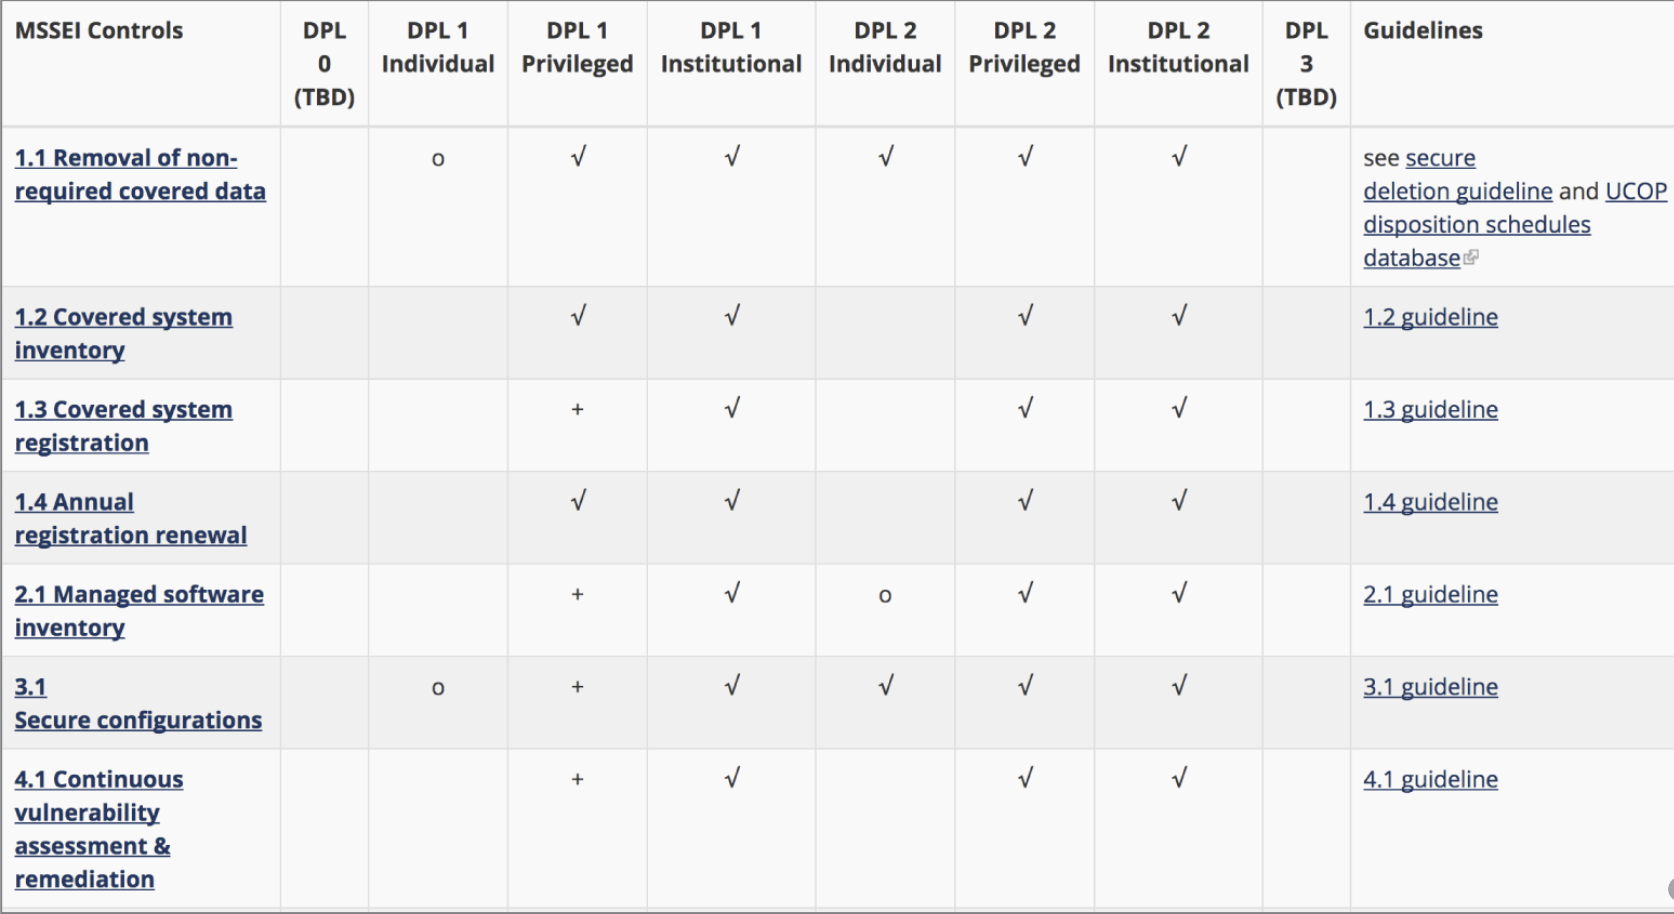 MSSEI Controls
DPL 0 (TBD)
DPL 1 Individual
DPL 1 Privileged
DPL 1 Institutional
DPL 2 Individual
DPL 2 Privileged
DPL 2 Institutional
DPL 3 (TBD)
Guidelines
1.1 Removal of non-
required covered data
o √ √ √ √ √
see secure
deletion guideline and UCOP
disposition schedules
database
1.2 Covered system
inventory
√ √ √ √
1.2 guideline
1.3 Covered system
registration
+ √ √ √
1.3 guideline
1.4 Annual
registration renewal
√ √ √ √
1.4 guideline
2.1 Managed software
inventory
+ √ o √ √
2.1 guideline
3.1
Secure configurations
o + √ √ √ √
3.1 guideline
4.1 Continuous
vulnerability
assessment &
remediation
+ √ √ √
4.1 guideline